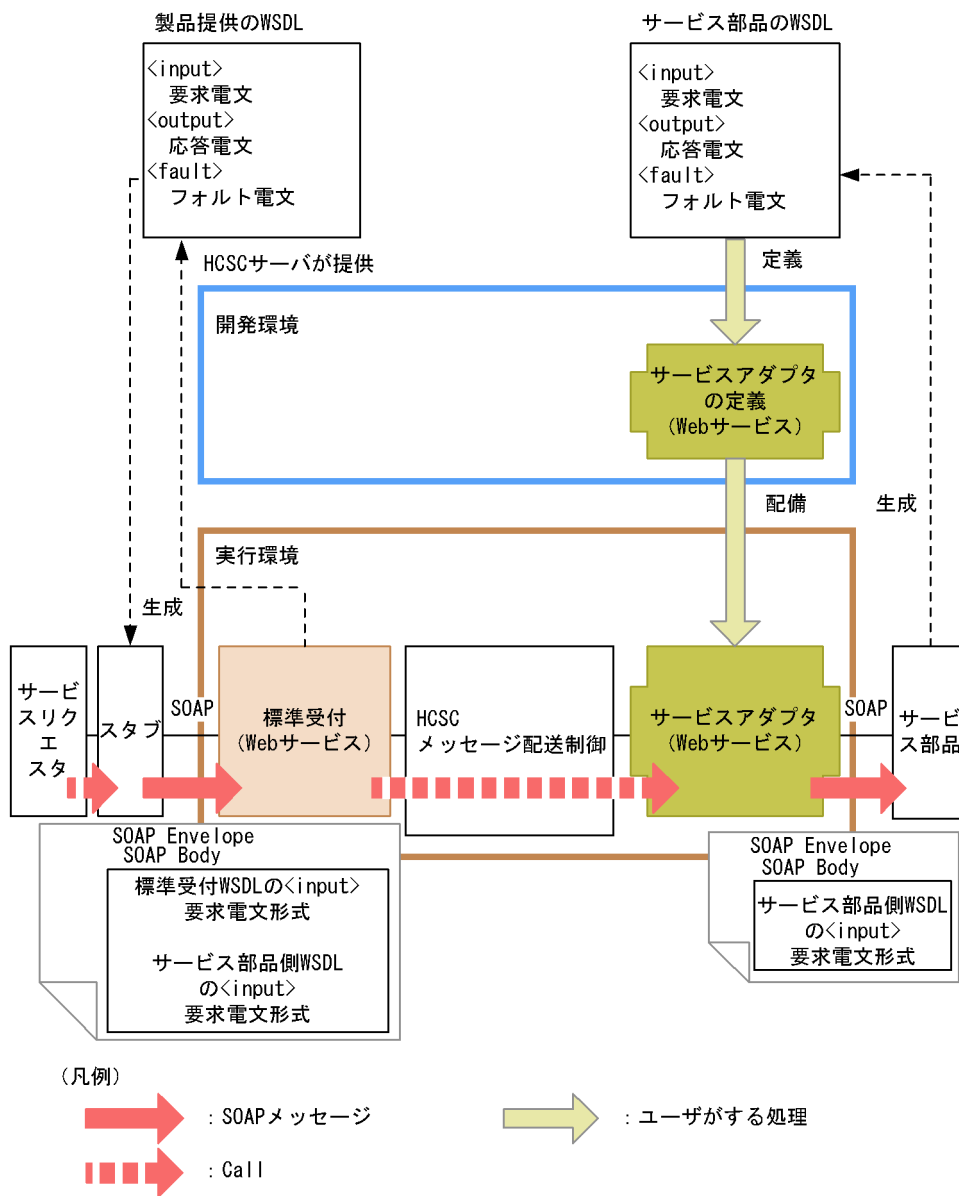 製品提供のWSDL
サービス部品のWSDL
<input>
要求電文
<output>
応答電文
<fault>
フォルト電文
<input>
要求電文
<output>
応答電文
<fault>
フォルト電文
HCSCサーバが提供
定義
開発環境
サービスアダプタ
の定義
(Webサービス)
配備
生成
実行環境
生成
サービ
スリク
エ
スタ
スタブ
SOAP
標準受付
(Webサービス)
HCSC
メッセージ配送制御
サービスアダプタ
(Webサービス)
SOAP
サービ
ス部品
SOAP Envelope
SOAP Body
標準受付WSDLの<input>
要求電文形式
サービス部品側WSDL
の<input>
要求電文形式
SOAP Envelope
SOAP Body
サービス部品側WSDL
の<input>
要求電文形式
(凡例)
:SOAPメッセージ
:ユーザがする処理
:Call